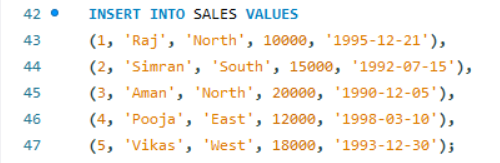 42 INSERT INTO SALES VALUES
43 (1, 'Raj', 'North', 10000, '1995-12-21'),
44 (2, 'Simran', 'South', 15000, '1992-07-15'),
45 (3, 'Aman', 'North', 20000, '1990-12-05'),
46 (4, 'Pooja', 'East', 12000, '1998-03-10'),
47 (5, 'Vikas', 'West', 18000, '1993-12-30');